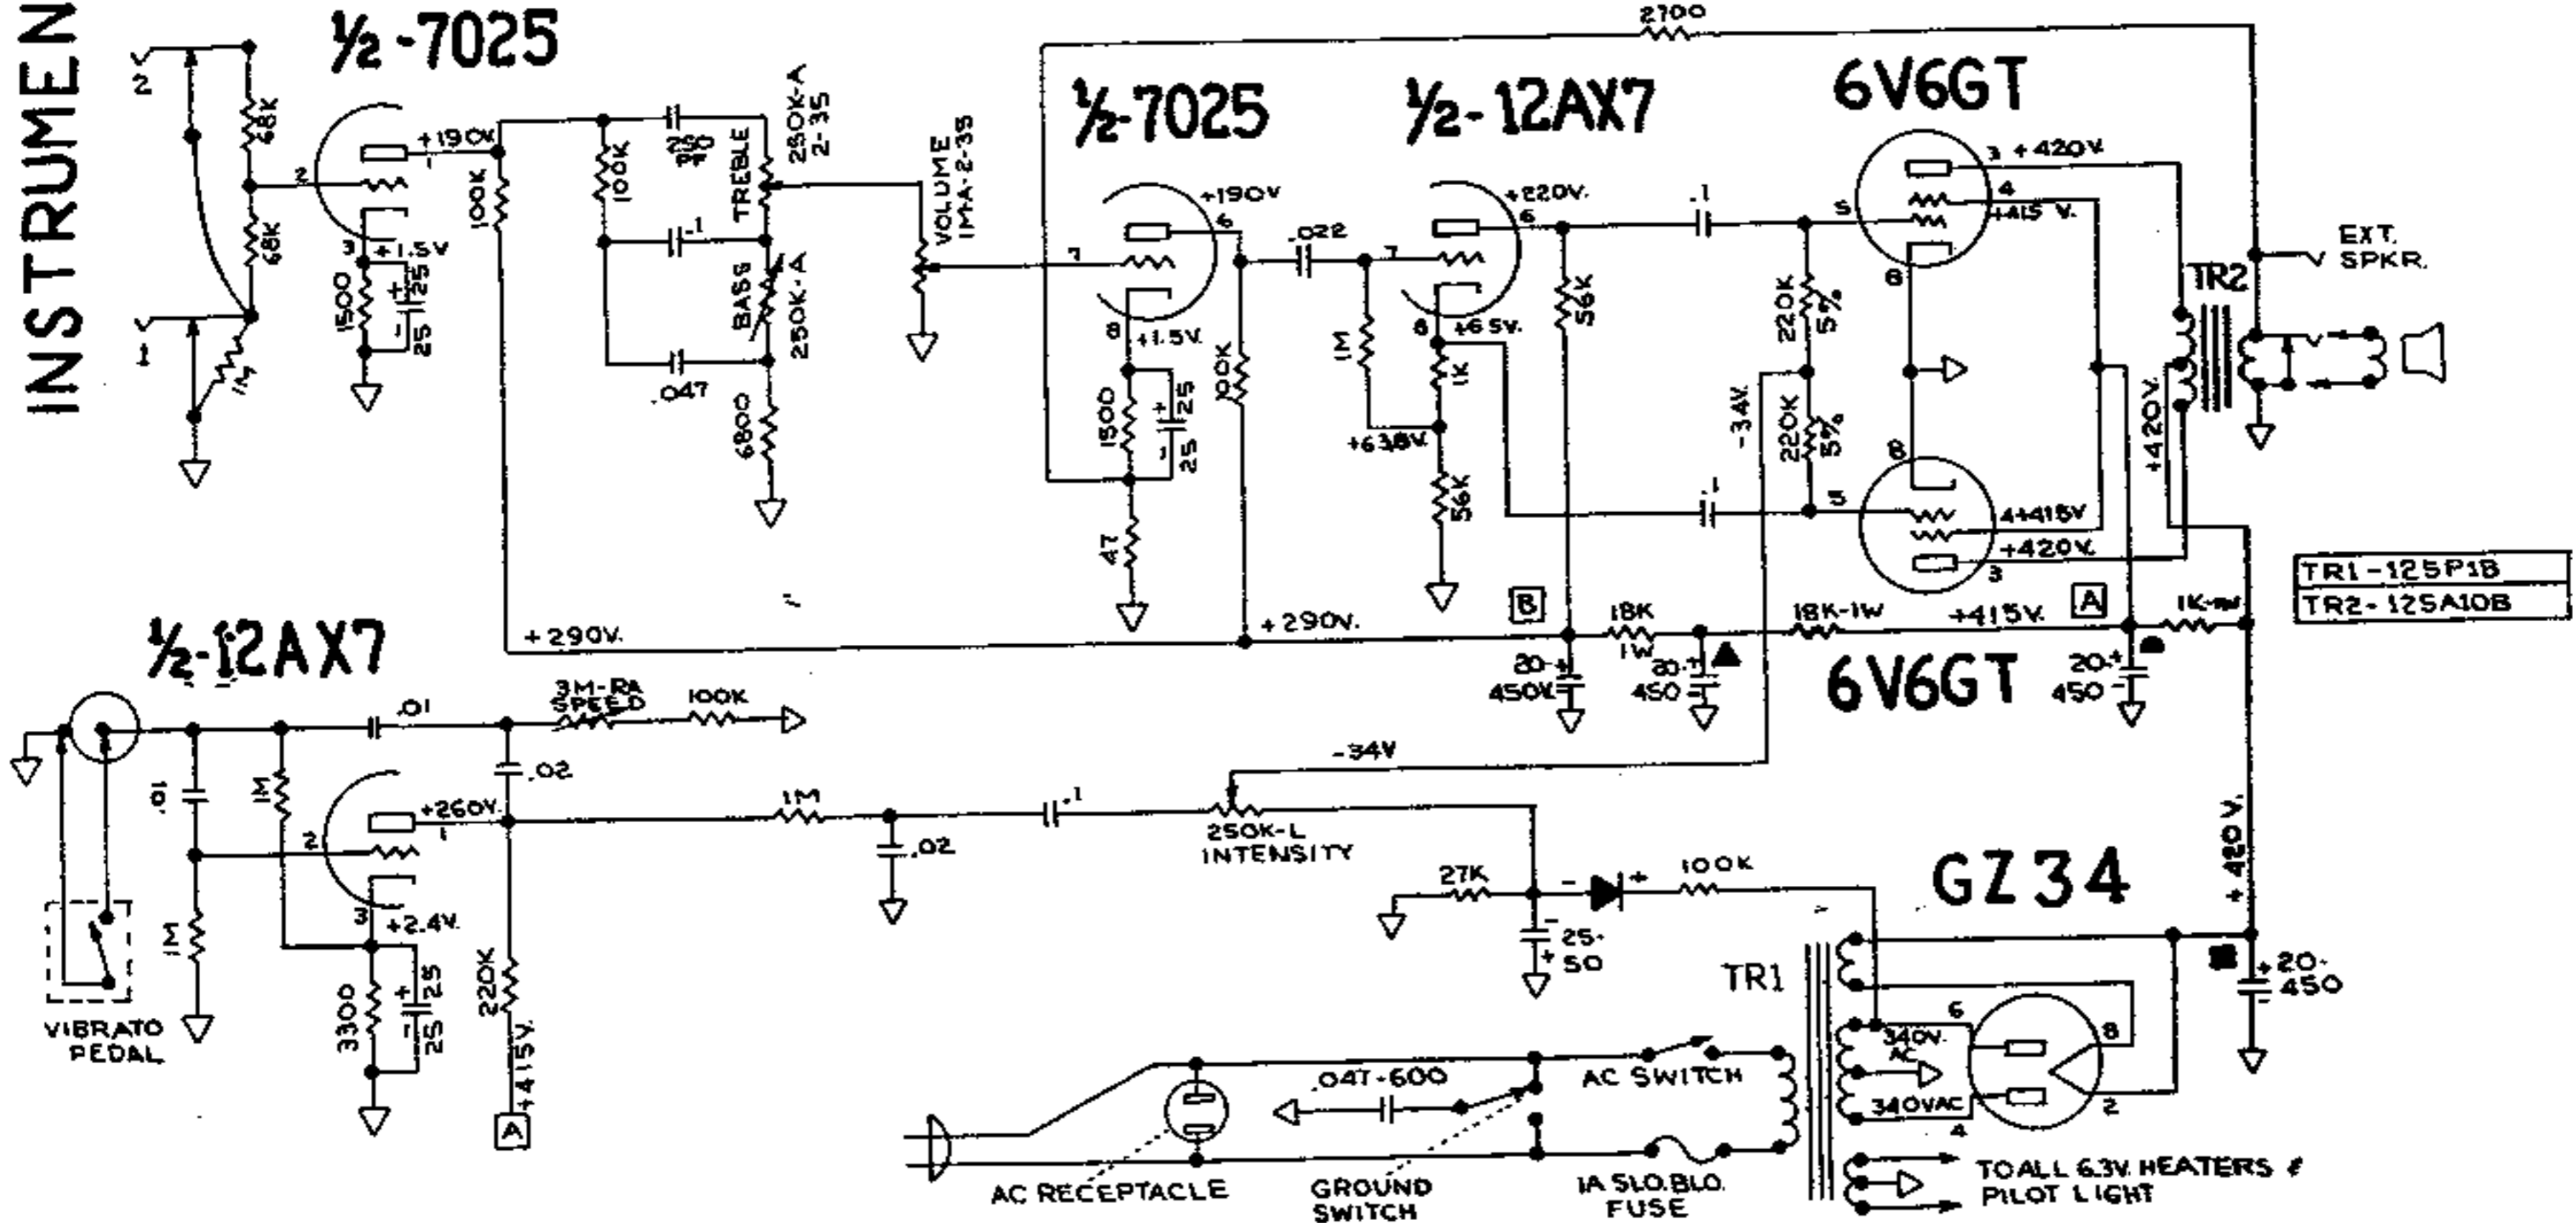 INSTRUMEN
½-7025
2
68K
68K
1
1M
2
+190V
1
3
+1.5V
1500
25
25
100K
100K
TREBLE
250K-A
2-35
.1
BASS
250K-A
.047
6800
VOLUME
1M-A-2-35
2700
½-7025
7
+190V
6
8
+1.5V.
1500
25
25
47
100K
.022
½-12AX7
7
+220V.
6
8
+65V.
1M
1K
+63.8V.
56K
56K
.1
.1
6V6GT
3 +420V.
4
+415 V.
5
8
220K
5%
-34V.
220K
5%
8
5
4+415V
+420V.
3
6V6GT
EXT.
SPKR.
TR2
+420V.
TR1-125P1B
TR2-125A10B
+290V.
+290V.
B
18K
1W
18K-1W
+415V.
A
1K-1W
20-
450V.
20-
450
20-
450
½-12AX7
.01
3M-RA
SPEED
100K
.01
1M
.02
+260V.
1
2
3
+2.4V.
1M
3300
25
25
220K
+415V.
A
VIBRATO
PEDAL
1M
.02
.1
250K-L
INTENSITY
-34V
27K
-
+
100K
25-
50
GZ34
+420V.
20-
450
TR1
6
8
340V.
AC
340VAC
4
2
.047-600
AC SWITCH
AC RECEPTACLE
GROUND
SWITCH
1A SLO.BLO.
FUSE
TO ALL 6.3V. HEATERS &
PILOT LIGHT